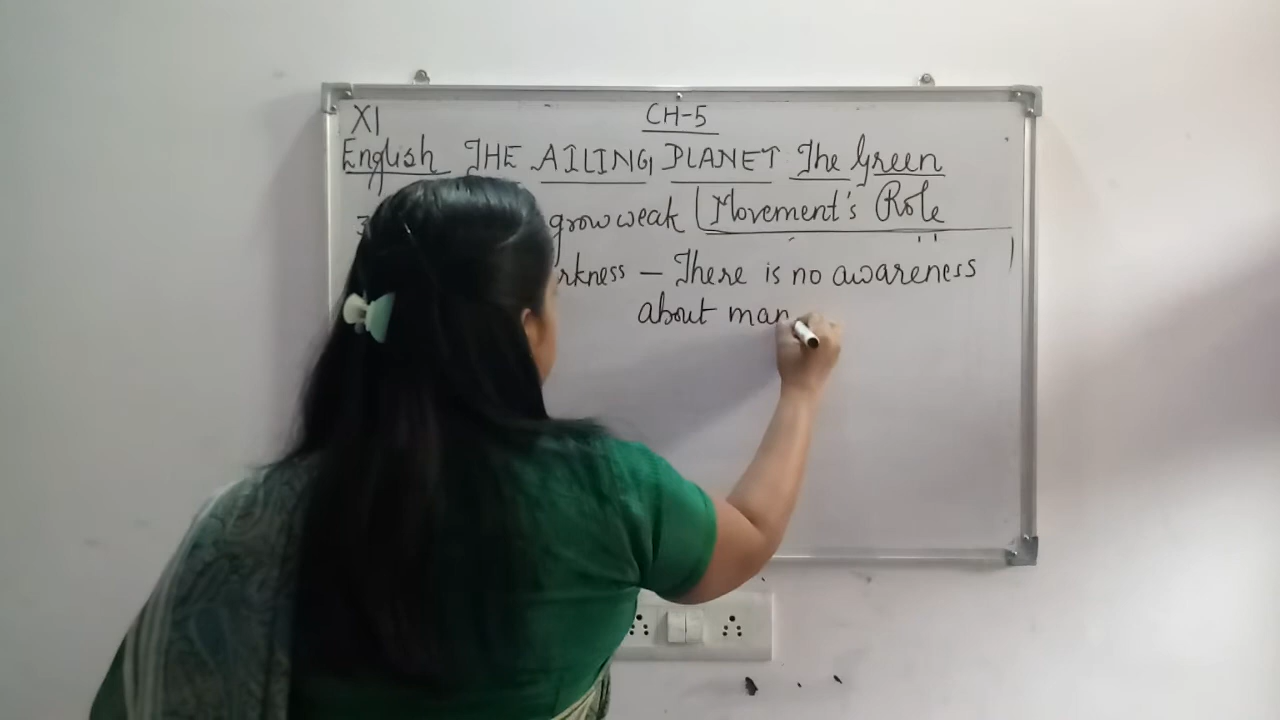 XI
CH-5
English THE AILING PLANET The Green
3 grow weak (Movement's Role
rkness – There is no awareness
about man